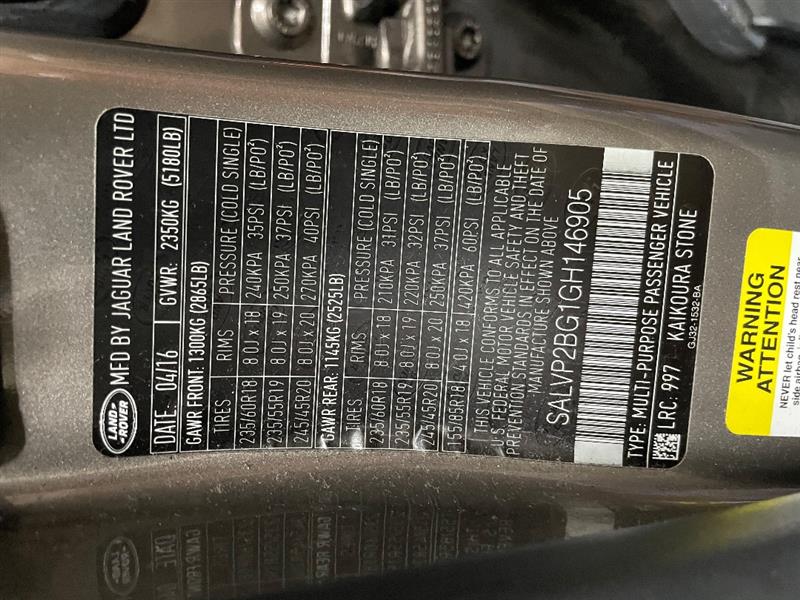 LAND ROVER
MFD BY JAGUAR LAND ROVER LTD
DATE: 04/16 GVWR: 2350KG (5180LB)
GAWR FRONT: 1300KG (2865LB)
TIRES RIMS PRESSURE (COLD SINGLE)
235/60R18 8.0J x 18 240KPA 35PSI (LB/PO²)
235/55R19 8.0J x 19 250KPA 37PSI (LB/PO²)
245/45R20 8.0J x 20 270KPA 40PSI (LB/PO²)
GAWR REAR: 1145KG (2525LB)
TIRES RIMS PRESSURE (COLD SINGLE)
235/60R18 8.0J x 18 210KPA 31PSI (LB/PO²)
235/55R19 8.0J x 19 220KPA 32PSI (LB/PO²)
245/45R20 8.0J x 20 250KPA 37PSI (LB/PO²)
155/85R18 4.0J x 18 420KPA 60PSI (LB/PO²)
THIS VEHICLE CONFORMS TO ALL APPLICABLE
U.S. FEDERAL MOTOR VEHICLE SAFETY AND THEFT
PREVENTION STANDARDS IN EFFECT ON THE DATE OF
MANUFACTURE SHOWN ABOVE
SALVP2BG1GH146905
TYPE: MULTI-PURPOSE PASSENGER VEHICLE
LRC: 997 KAIKOURA STONE
GJ32-1532-BA
WARNING
ATTENTION
NEVER let child's head rest near
side airbag